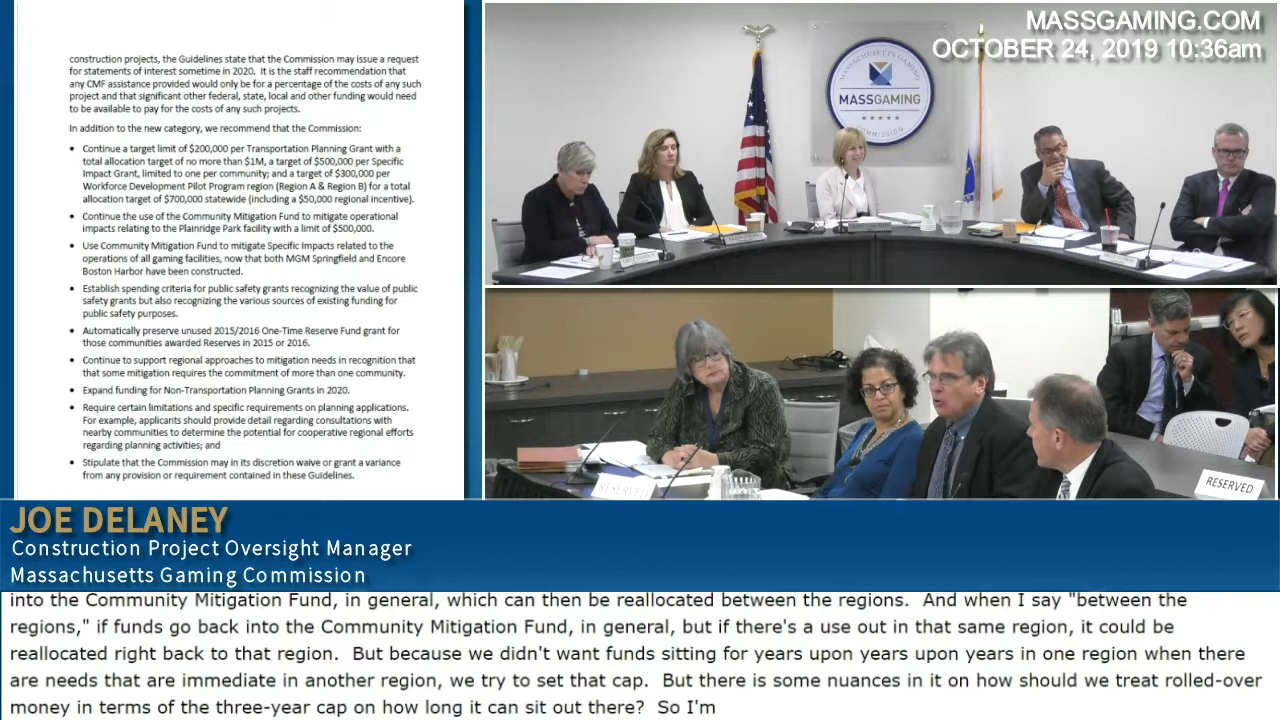 construction projects, the Guidelines state that the Commission may issue a request
for statements of interest sometime in 2020.  It is the staff recommendation that
any CMF assistance provided would only be for a percentage of the costs of any such
project and that significant other federal, state, local and other funding would need
to be available to pay for the costs of any such projects.
In addition to the new category, we recommend that the Commission:
• Continue a target limit of $200,000 per Transportation Planning Grant with a
total allocation target of no more than $1M, a target of $500,000 per Specific
Impact Grant, limited to one per community; and a target of $300,000 per
Workforce Development Pilot Program region (Region A & Region B) for a total
allocation target of $700,000 statewide (including a $50,000 regional incentive).
• Continue the use of the Community Mitigation Fund to mitigate operational
impacts relating to the Plainridge Park facility with a limit of $500,000.
• Use Community Mitigation Fund to mitigate Specific Impacts related to the
operations of all gaming facilities, now that both MGM Springfield and Encore
Boston Harbor have been constructed.
• Establish spending criteria for public safety grants recognizing the value of public
safety grants but also recognizing the various sources of existing funding for
public safety purposes.
• Automatically preserve unused 2015/2016 One-Time Reserve Fund grant for
those communities awarded Reserves in 2015 or 2016.
• Continue to support regional approaches to mitigation needs in recognition that
that some mitigation requires the commitment of more than one community.
• Expand funding for Non-Transportation Planning Grants in 2020.
• Require certain limitations and specific requirements on planning applications.
For example, applicants should provide detail regarding consultations with
nearby communities to determine the potential for cooperative regional efforts
regarding planning activities; and
• Stipulate that the Commission may in its discretion waive or grant a variance
from any provision or requirement contained in these Guidelines.
MASSGAMING.COM
OCTOBER 24, 2019 10:36am
MASSACHUSETTS GAMING
MASSGAMING
COMMISSION
RESERVED
RESERVED
JOE DELANEY
Construction Project Oversight Manager
Massachusetts Gaming Commission
into the Community Mitigation Fund, in general, which can then be reallocated between the regions.  And when I say "between the
regions," if funds go back into the Community Mitigation Fund, in general, but if there's a use out in that same region, it could be
reallocated right back to that region.  But because we didn't want funds sitting for years upon years upon years in one region when there
are needs that are immediate in another region, we try to set that cap.  But there is some nuances in it on how should we treat rolled-over
money in terms of the three-year cap on how long it can sit out there?  So I'm